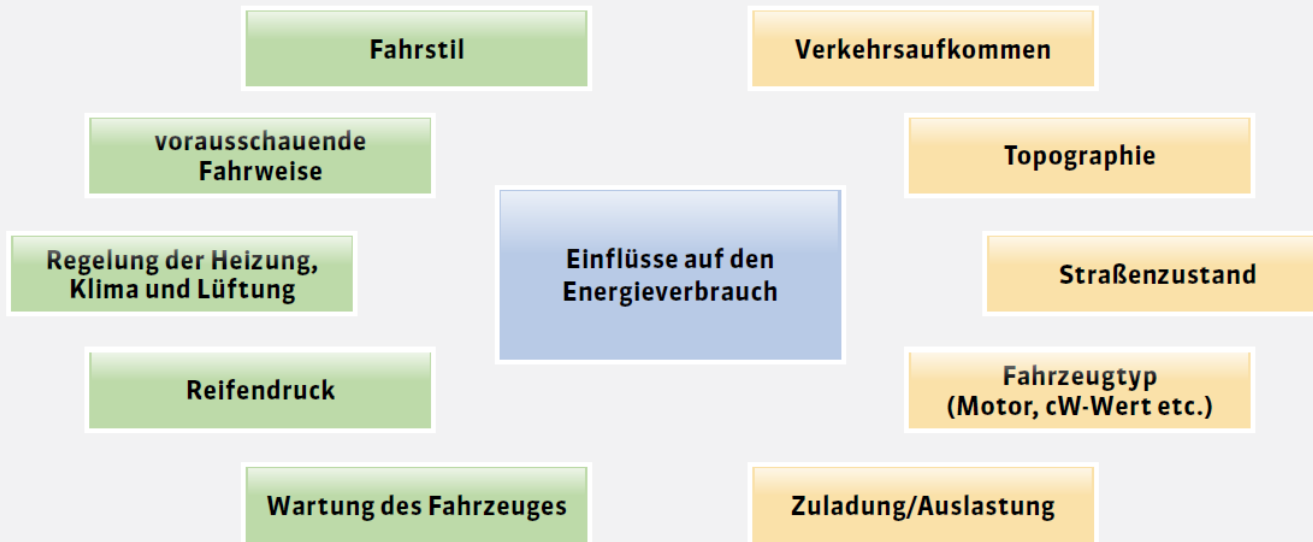 Fahrstil
Verkehrsaufkommen
vorausschauende
Fahrweise
Topographie
Regelung der Heizung,
Klima und Lüftung
Einflüsse auf den
Energieverbrauch
Straßenzustand
Reifendruck
Fahrzeugtyp
(Motor, cW-Wert etc.)
Wartung des Fahrzeuges
Zuladung/Auslastung